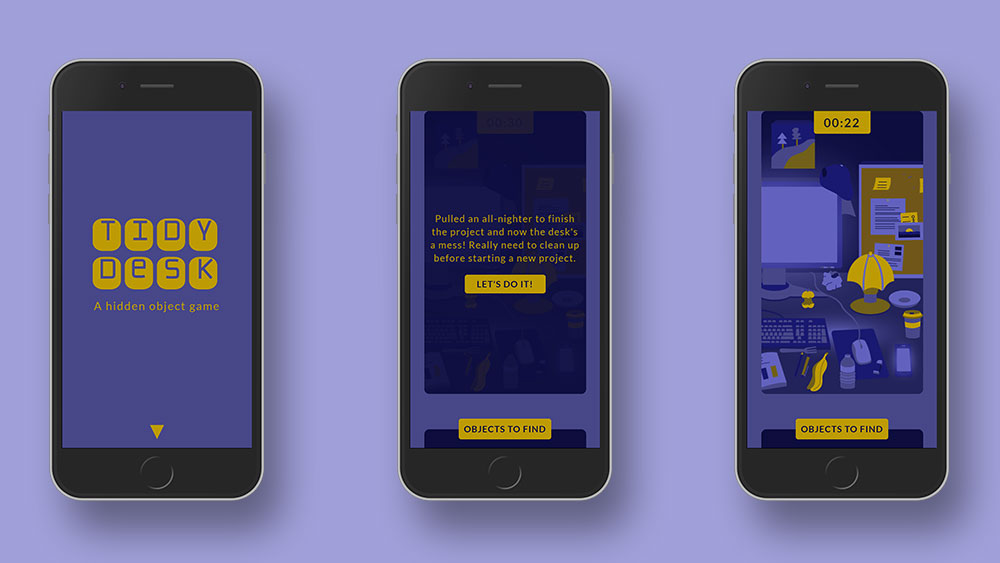 TIDY
DeSK
A hidden object game
00:30
Pulled an all-nighter to finish
the project and now the desk's
a mess! Really need to clean up
before starting a new project.
LET'S DO IT!
OBJECTS TO FIND
00:22
OBJECTS TO FIND